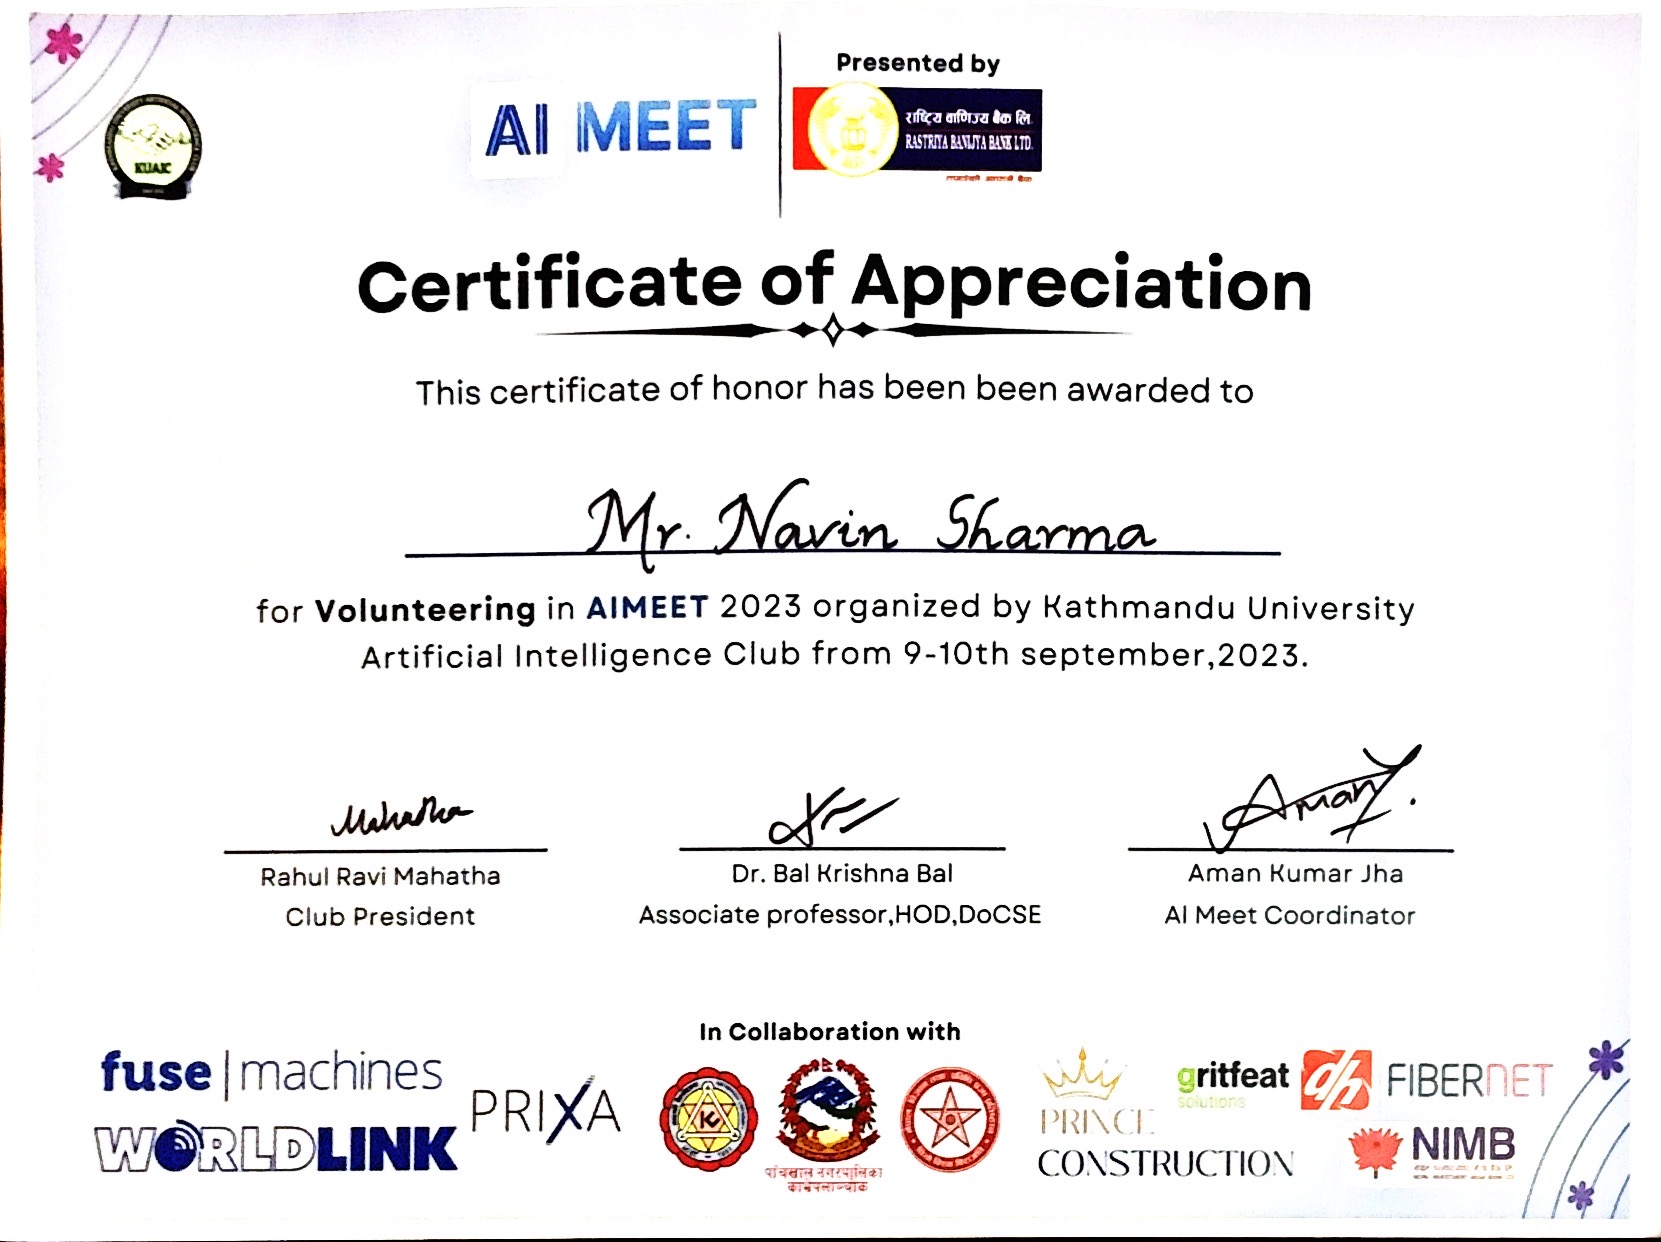 Presented by
AI MEET
राष्ट्रिय वाणिज्य बैंक लि.
RASTRIYA BANIJYA BANK LTD.
KUAIC
Certificate of Appreciation
This certificate of honor has been been awarded to
Mr. Navin Sharma
for Volunteering in AIMEET 2023 organized by Kathmandu University
Artificial Intelligence Club from 9-10th september,2023.
Mahatha
Aman
Rahul Ravi Mahatha
Club President
Dr. Bal Krishna Bal
Associate professor,HOD,DoCSE
Aman Kumar Jha
AI Meet Coordinator
In Collaboration with
fuse|machines
WORLDLINK
PRIXA
पाँचखाल नगरपालिका
काभ्रेपलाञ्चोक
PRINCE
CONSTRUCTION
gritfeat
solutions
dh FIBERNET
NIMB